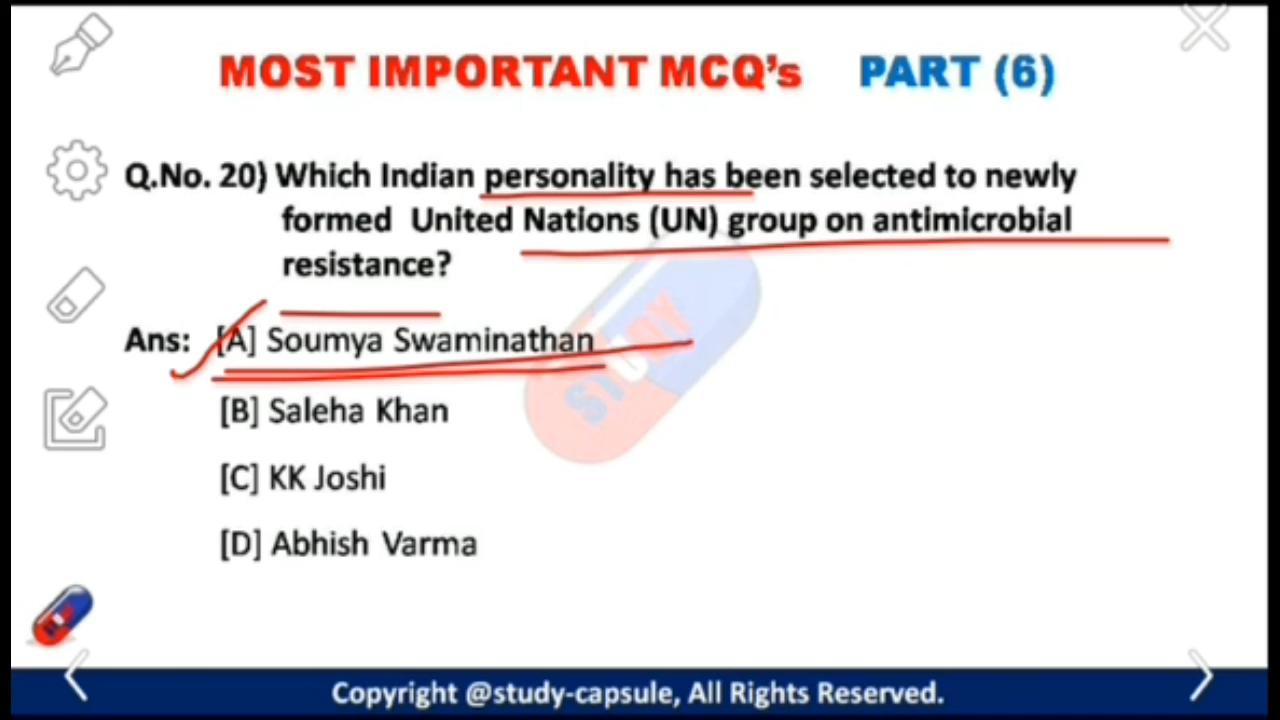 MOST IMPORTANT MCQ's PART (6)
Q.No. 20) Which Indian personality has been selected to newly
formed United Nations (UN) group on antimicrobial
resistance?
Ans: [A] Soumya Swaminathan
STUDY
[B] Saleha Khan
[C] KK Joshi
[D] Abhish Varma
Copyright @study-capsule, All Rights Reserved.